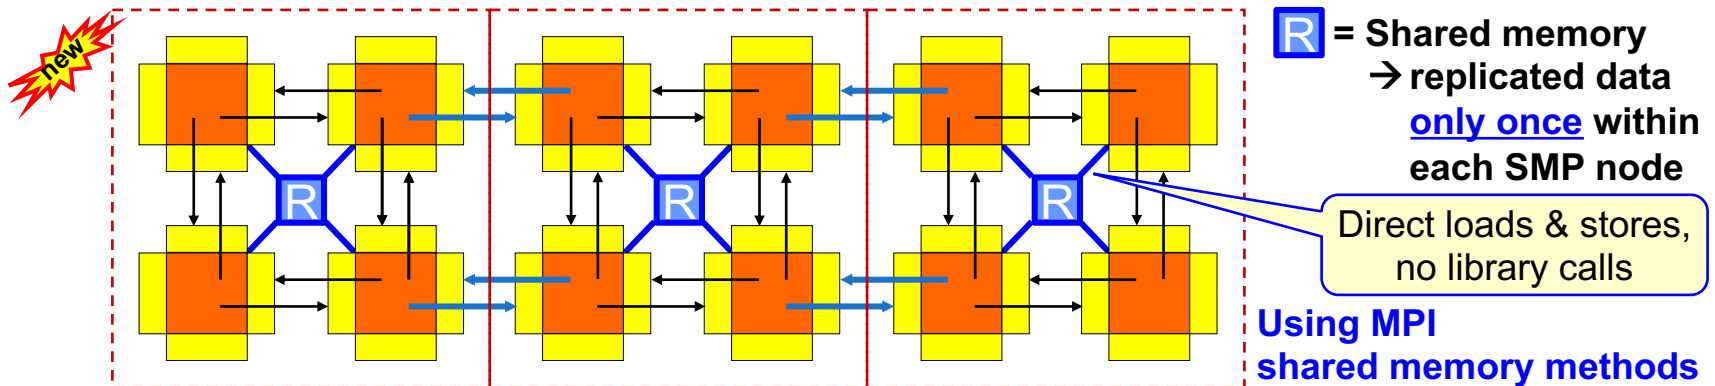 new
R = Shared memory
→ replicated data
only once within
each SMP node
R
R
R
Direct loads & stores,
no library calls
Using MPI
shared memory methods